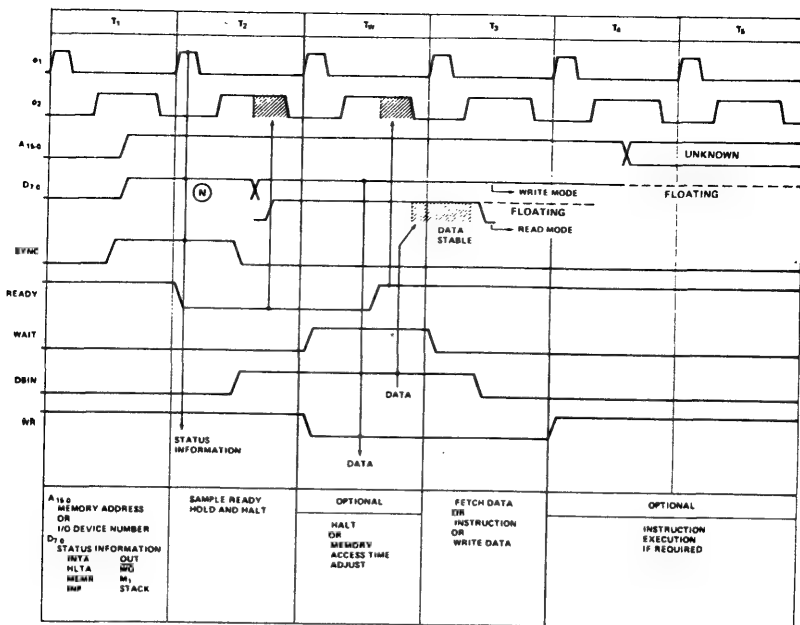 T1 T2 TW T3 T4 T5
ø1
ø2
A15-0
UNKNOWN
D7-0
N
WRITE MODE
FLOATING
FLOATING
READ MODE
DATA
STABLE
SYNC
READY
WAIT
DBIN
DATA
WR
STATUS
INFORMATION
DATA
A15-0
MEMORY ADDRESS
OR
I/O DEVICE NUMBER
D7-0
STATUS INFORMATION
INTA OUT
HLTA WO
MEMR M1
INP STACK
SAMPLE READY
HOLD AND HALT
OPTIONAL
HALT
OR
MEMORY
ACCESS TIME
ADJUST
FETCH DATA
OR
INSTRUCTION
OR
WRITE DATA
OPTIONAL
INSTRUCTION
EXECUTION
IF REQUIRED